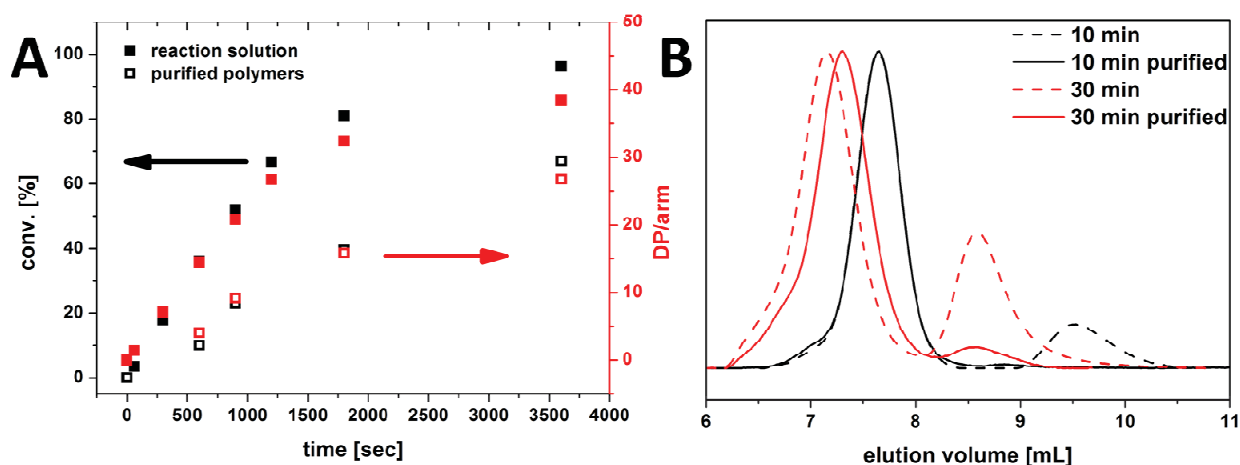 A
reaction solution
purified polymers
conv. [%]
100
80
60
40
20
0
0 500 1000 1500 2000 2500 3000 3500 4000
time [sec]
50
40
30
20
10
0
DP/arm
B
10 min
10 min purified
30 min
30 min purified
6 7 8 9 10 11
elution volume [mL]